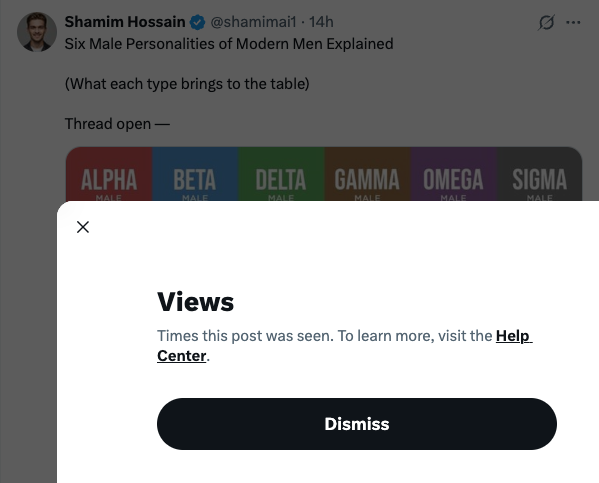 Shamim Hossain @shamimai1 · 14h
Six Male Personalities of Modern Men Explained
(What each type brings to the table)
Thread open —
ALPHA BETA DELTA GAMMA OMEGA SIGMA
MALE MALE MALE MALE MALE MALE
Views
Times this post was seen. To learn more, visit the Help
Center.
Dismiss